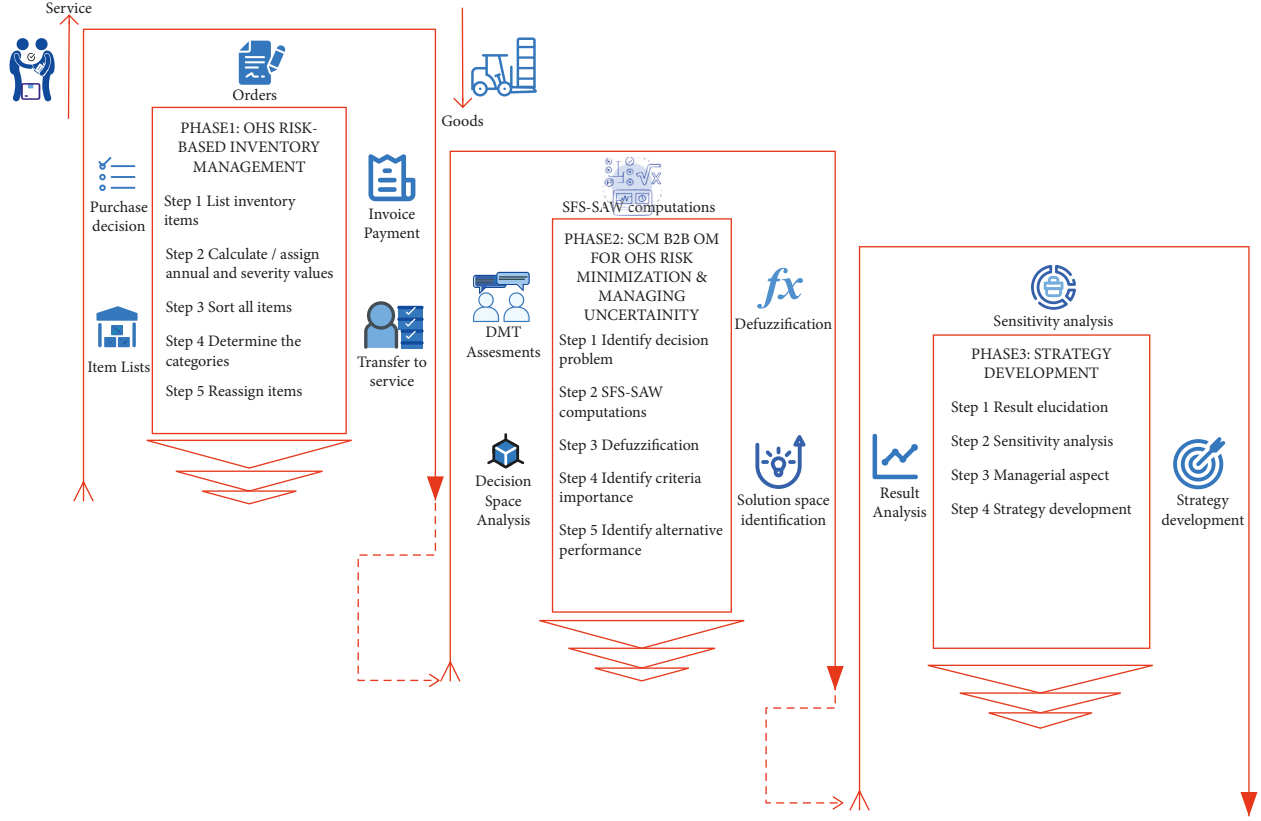 Service
Orders
Goods
PHASE1: OHS RISK-
BASED INVENTORY
MANAGEMENT
Step 1 List inventory
items
Step 2 Calculate / assign
annual and severity values
Step 3 Sort all items
Step 4 Determine the
categories
Step 5 Reassign items
Purchase
decision
Item Lists
Invoice
Payment
Transfer to
service
SFS-SAW computations
PHASE2: SCM B2B OM
FOR OHS RISK
MINIMIZATION &
MANAGING
UNCERTAINITY
Step 1 Identify decision
problem
Step 2 SFS-SAW
computations
Step 3 Defuzzification
Step 4 Identify criteria
importance
Step 5 Identify alternative
performance
DMT
Assesments
Decision
Space
Analysis
fx
Defuzzification
Solution space
identification
Sensitivity analysis
PHASE3: STRATEGY
DEVELOPMENT
Step 1 Result elucidation
Step 2 Sensitivity analysis
Step 3 Managerial aspect
Step 4 Strategy development
Result
Analysis
Strategy
development